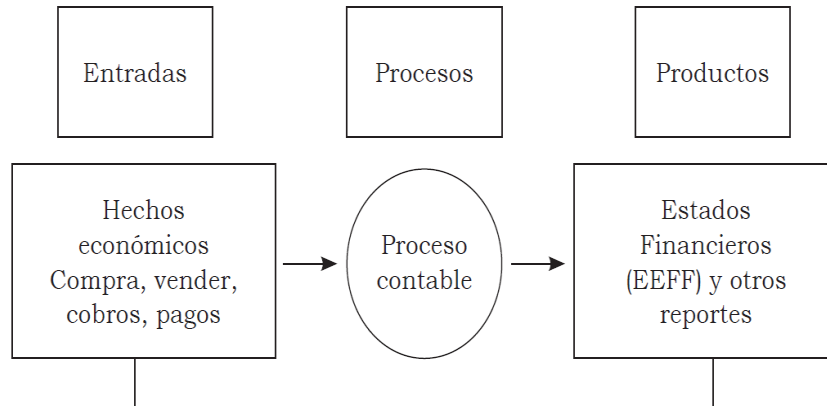 Entradas
Procesos
Productos
Hechos
económicos
Compra, vender,
cobros, pagos
Proceso
contable
Estados
Financieros
(EEFF) y otros
reportes